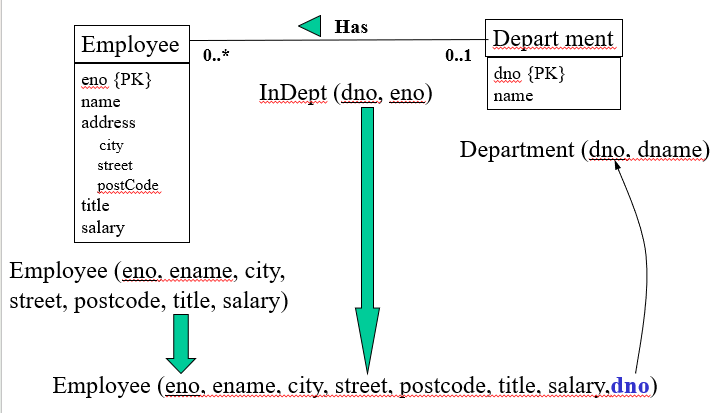 Has
Employee
0..*
0..1
Depart ment
eno {PK}
name
address
city
street
postCode
title
salary
dno {PK}
name
InDept (dno, eno)
Department (dno, dname)
Employee (eno, ename, city,
street, postcode, title, salary)
Employee (eno, ename, city, street, postcode, title, salary,dno)